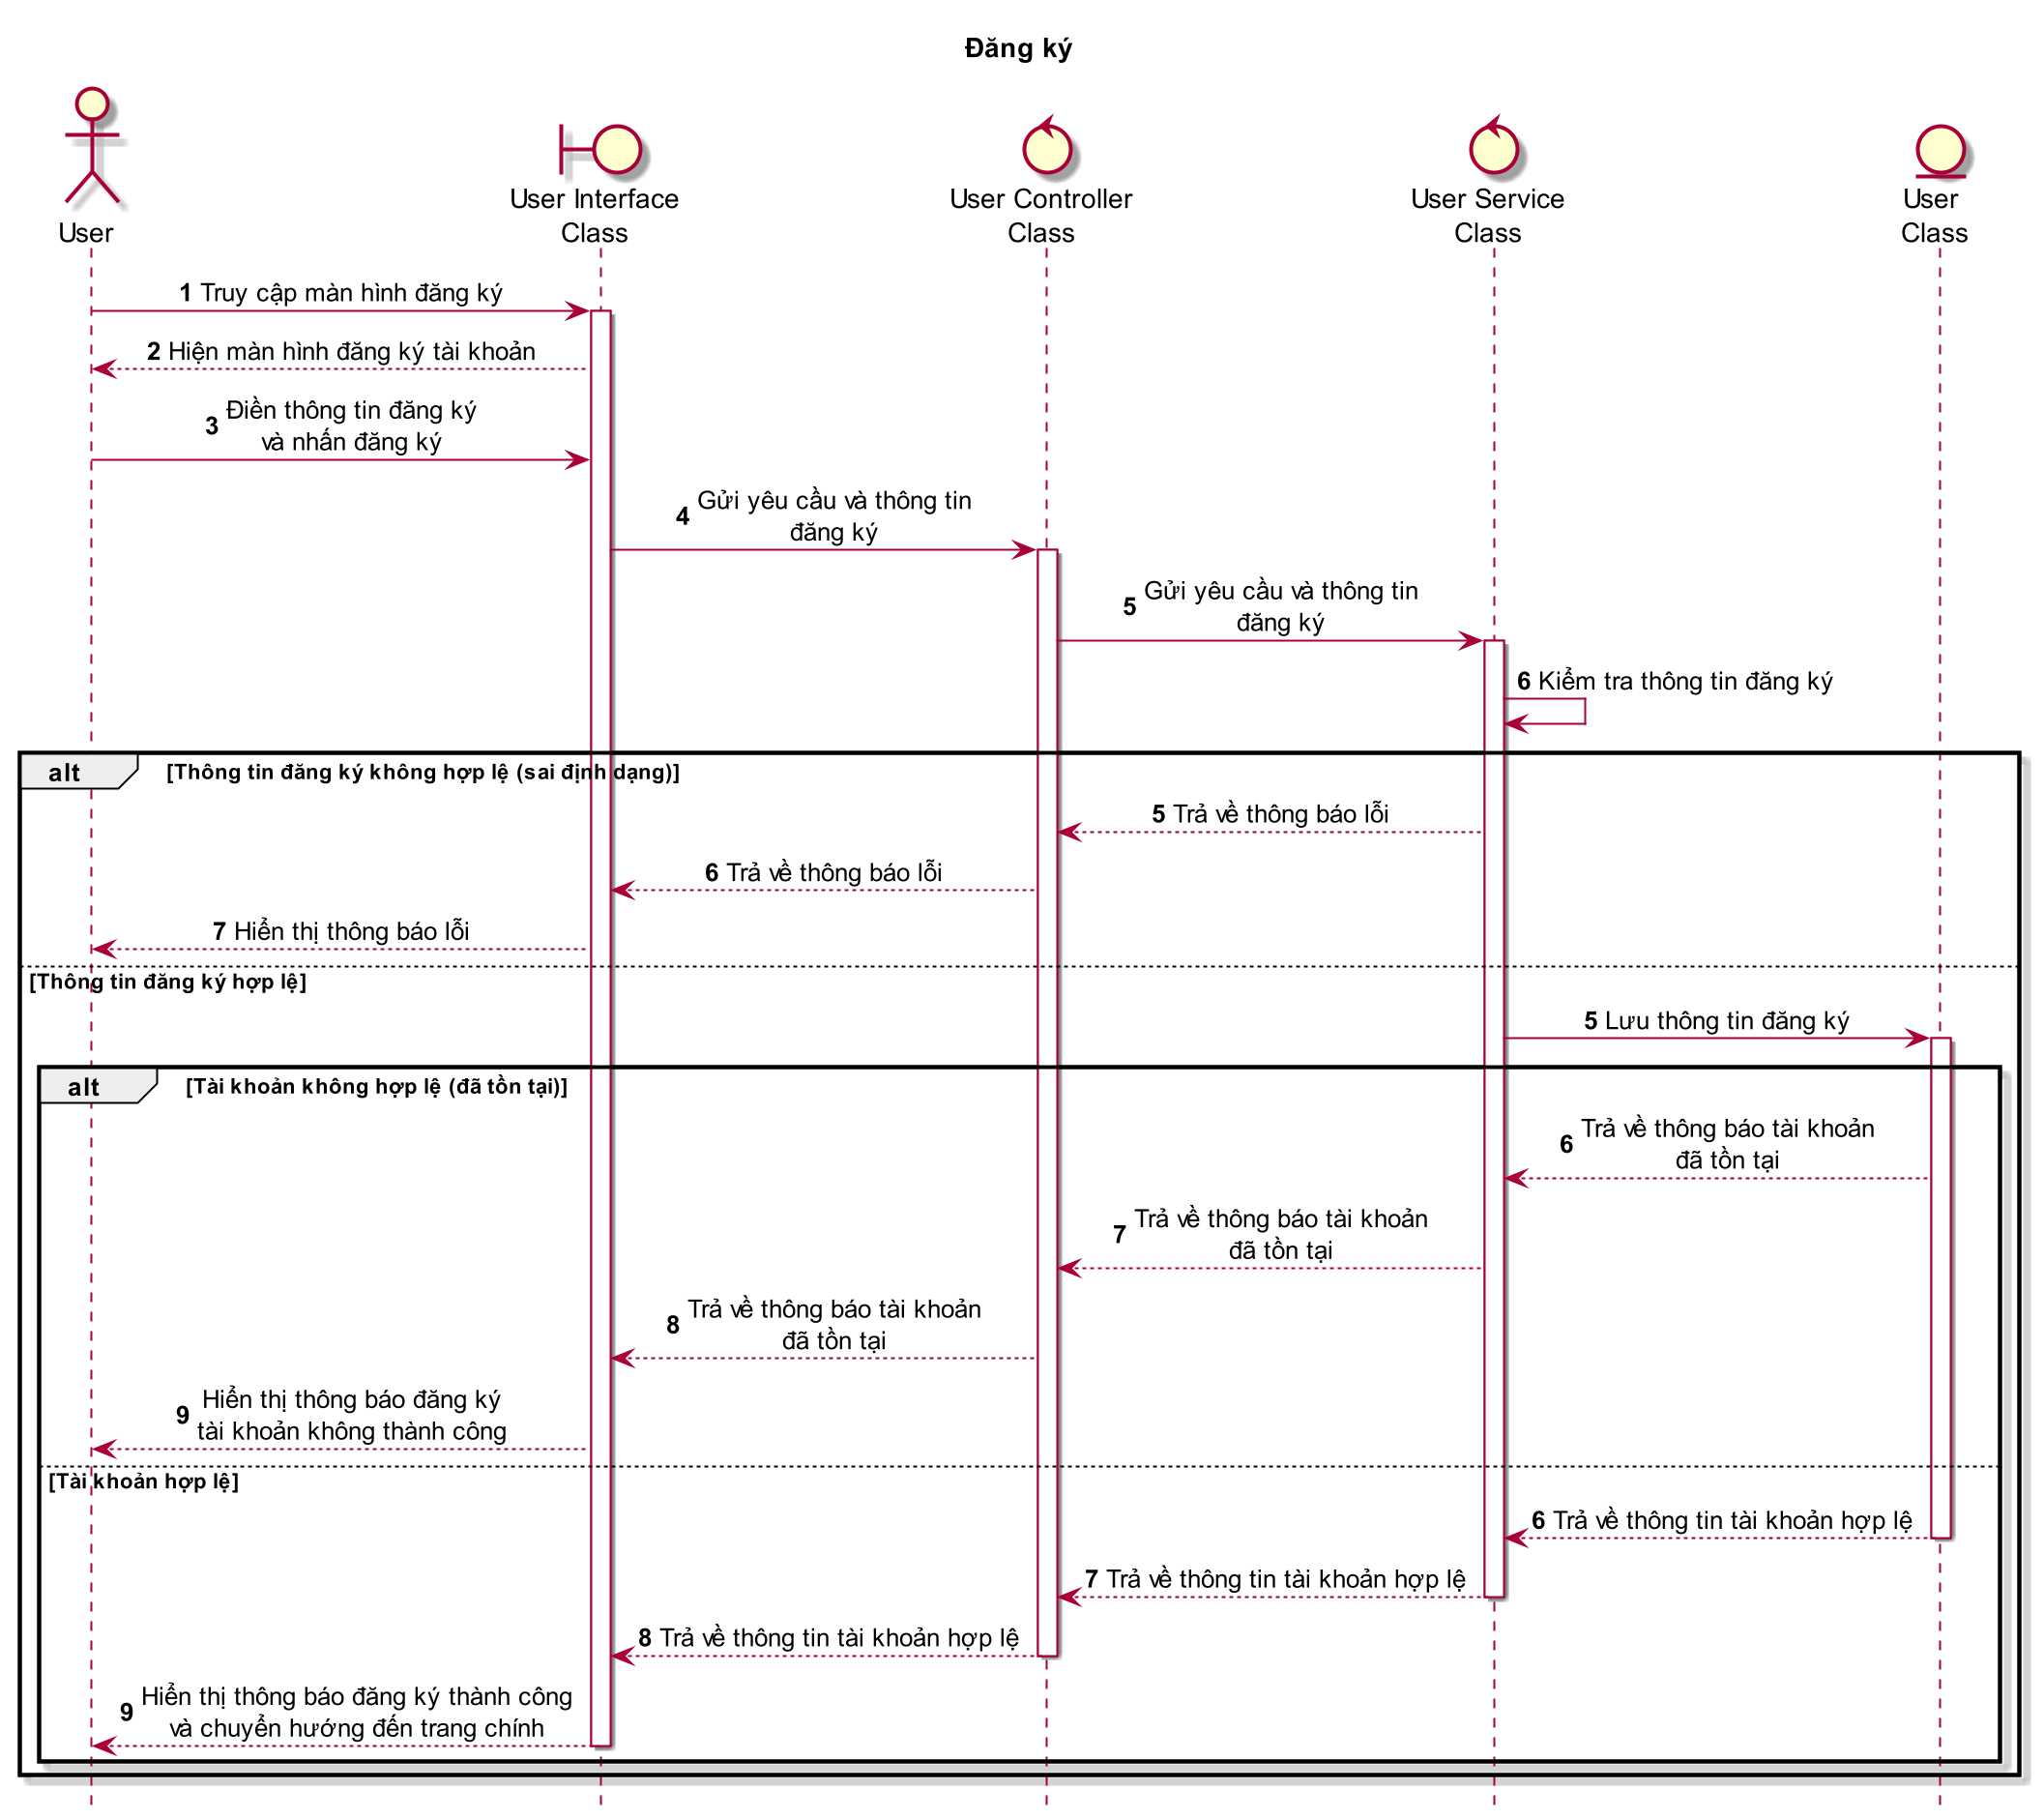 Đăng ký
User
User Interface
Class
User Controller
Class
User Service
Class
User
Class
1 Truy cập màn hình đăng ký
2 Hiện màn hình đăng ký tài khoản
3 Điền thông tin đăng ký
và nhấn đăng ký
4 Gửi yêu cầu và thông tin
đăng ký
5 Gửi yêu cầu và thông tin
đăng ký
6 Kiểm tra thông tin đăng ký
alt [Thông tin đăng ký không hợp lệ (sai định dạng)]
5 Trả về thông báo lỗi
6 Trả về thông báo lỗi
7 Hiển thị thông báo lỗi
[Thông tin đăng ký hợp lệ]
5 Lưu thông tin đăng ký
alt [Tài khoản không hợp lệ (đã tồn tại)]
6 Trả về thông báo tài khoản
đã tồn tại
7 Trả về thông báo tài khoản
đã tồn tại
8 Trả về thông báo tài khoản
đã tồn tại
9 Hiển thị thông báo đăng ký
tài khoản không thành công
[Tài khoản hợp lệ]
6 Trả về thông tin tài khoản hợp lệ
7 Trả về thông tin tài khoản hợp lệ
8 Trả về thông tin tài khoản hợp lệ
9 Hiển thị thông báo đăng ký thành công
và chuyển hướng đến trang chính